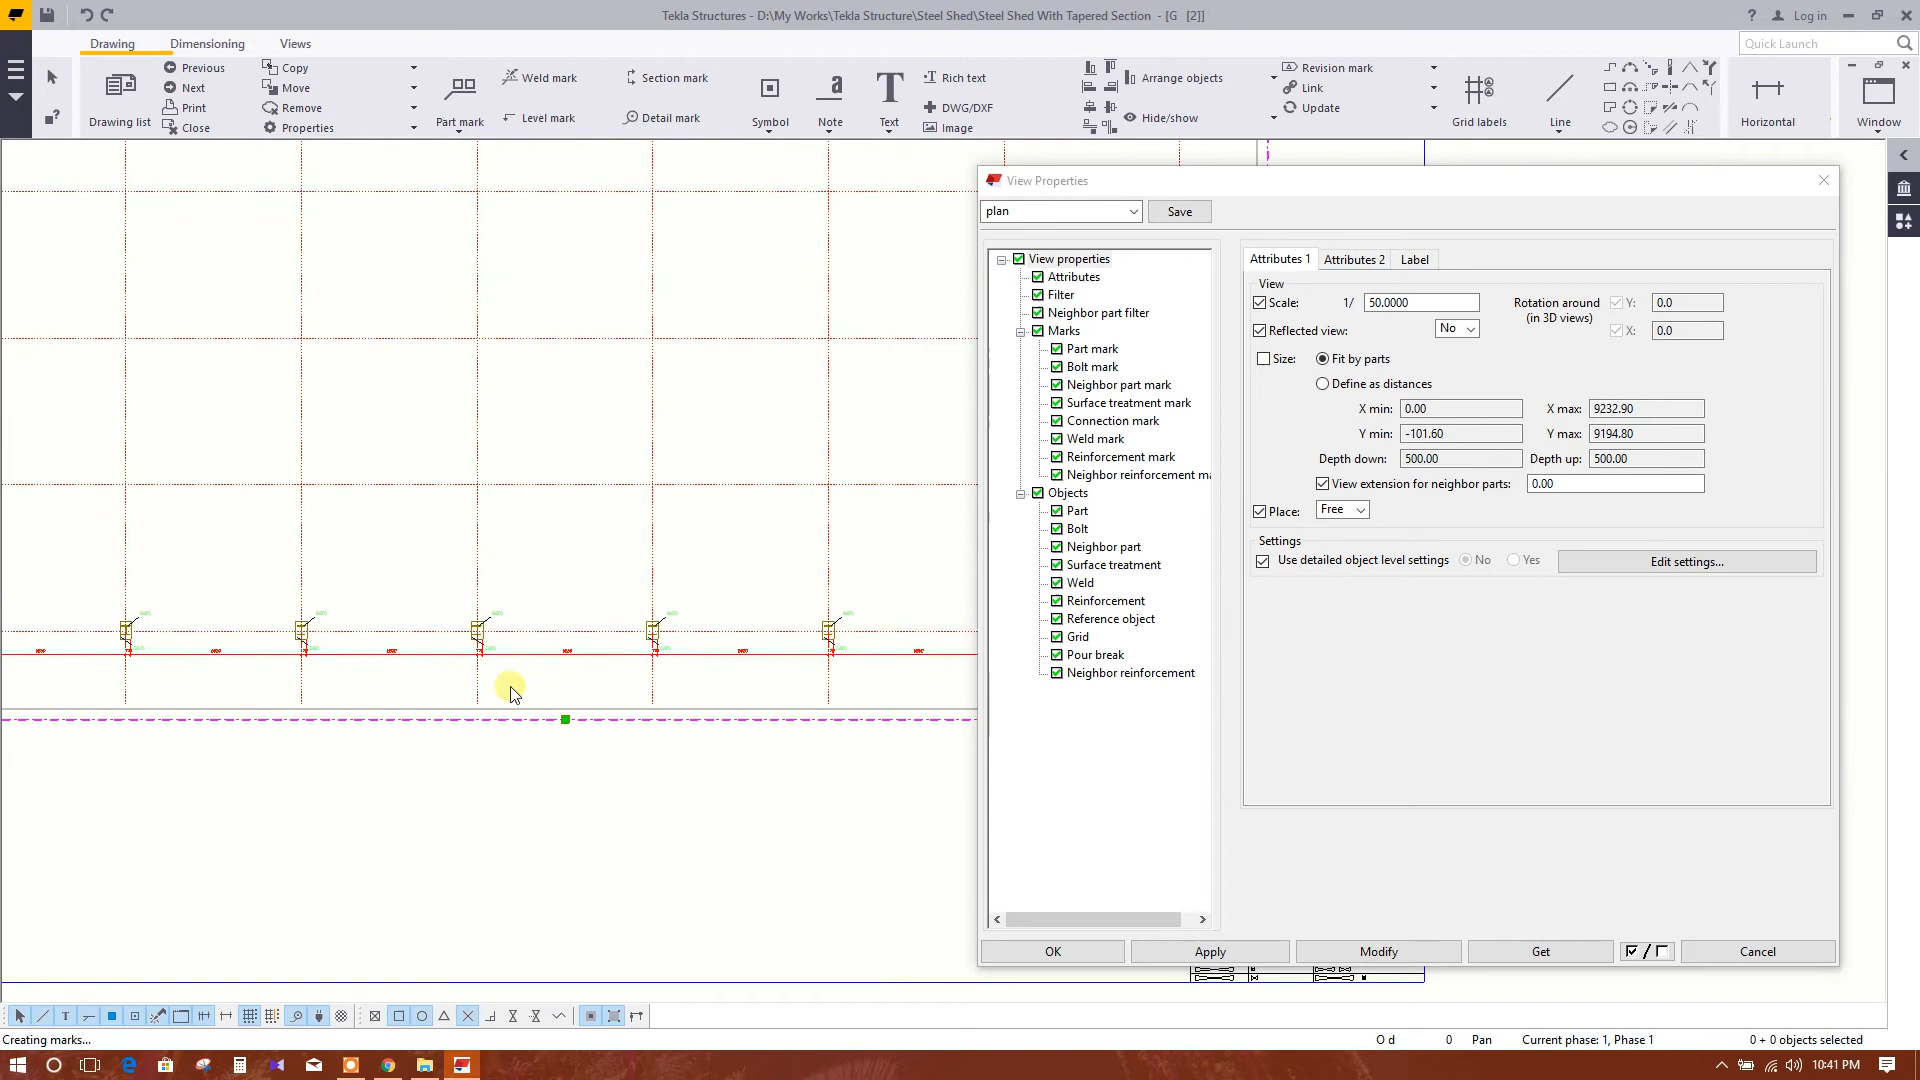 Tekla Structures - D:\My Works\Tekla Structure\Steel Shed\Steel Shed With Tapered Section - [G   [2]]
Log in
Drawing Dimensioning Views
Quick Launch
Drawing list
Previous
Next
Print
Close
Copy
Move
Remove
Properties
Part mark
Weld mark
Level mark
Section mark
Detail mark
Symbol
Note
Text
Rich text
DWG/DXF
Image
Arrange objects
Hide/show
Revision mark
Link
Update
Grid labels
Line
Horizontal
Window
View Properties
plan Save
View properties
Attributes
Filter
Neighbor part filter
Marks
Part mark
Bolt mark
Neighbor part mark
Surface treatment mark
Connection mark
Weld mark
Reinforcement mark
Neighbor reinforcement ma
Objects
Part
Bolt
Neighbor part
Surface treatment
Weld
Reinforcement
Reference object
Grid
Pour break
Neighbor reinforcement
Attributes 1 Attributes 2 Label
View
Scale: 1/ 50.0000
Rotation around
(in 3D views)
Y: 0.0
X: 0.0
Reflected view: No
Size: Fit by parts
Define as distances
X min: 0.00 X max: 9232.90
Y min: -101.60 Y max: 9194.80
Depth down: 500.00 Depth up: 500.00
View extension for neighbor parts: 0.00
Place: Free
Settings
Use detailed object level settings No Yes Edit settings...
OK Apply Modify Get / Cancel
Creating marks...
O d 0 Pan Current phase: 1, Phase 1 0 + 0 objects selected
10:41 PM